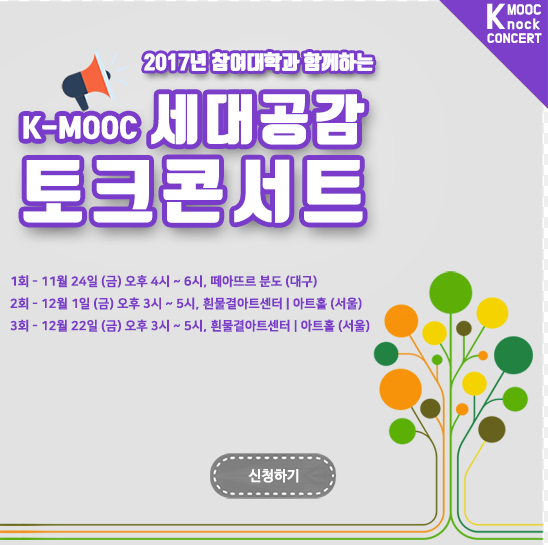 K MOOC
nock
CONCERT
2017년 참여대학과 함께하는
K-MOOC 세대공감
토크콘서트
1회 - 11월 24일 (금) 오후 4시 ~ 6시, 떼아뜨르 분도 (대구)
2회 - 12월 1일 (금) 오후 3시 ~ 5시, 흰물결아트센터 | 아트홀 (서울)
3회 - 12월 22일 (금) 오후 3시 ~ 5시, 흰물결아트센터 | 아트홀 (서울)
신청하기